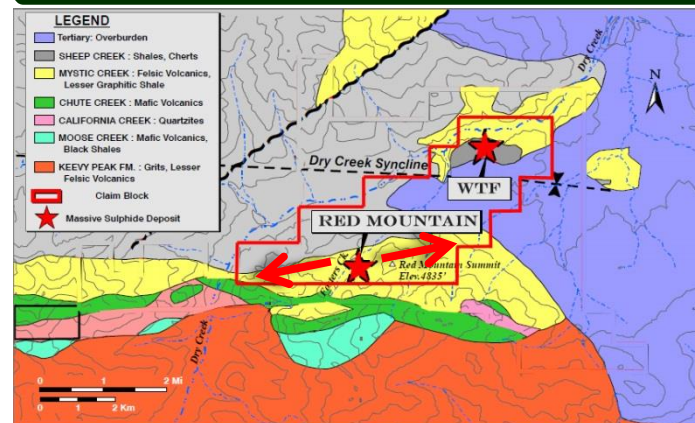 LEGEND
Tertiary: Overburden
SHEEP CREEK : Shales, Cherts
MYSTIC CREEK : Felsic Volcanics,
Lesser Graphitic Shale
CHUTE CREEK : Mafic Volcanics
CALIFORNIA CREEK : Quartzites
MOOSE CREEK : Mafic Volcanics,
Black Shales
KEEVY PEAK FM. : Grits, Lesser
Felsic Volcanics
Claim Block
Massive Sulphide Deposit
Dry Creek
N
Dry Creek Syncline
WTF
RED MOUNTAIN
Red Mountain Summit
Elev. 4835'
Dry Creek
0 1 2 Mi
0 1 2 Km